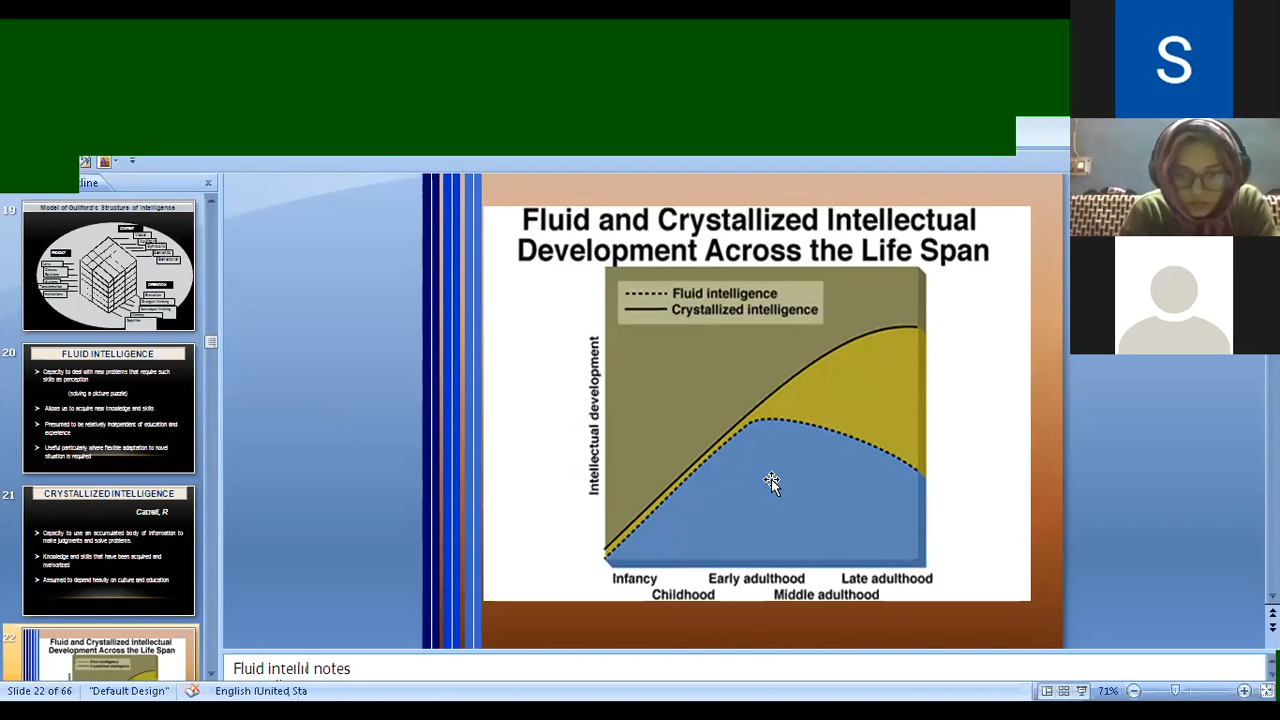 S
line
19
Model of Guilford's Structure of Intelligence
CONTENT
PRODUCT
OPERATION
20
FLUID INTELLIGENCE
Capacity to deal with new problems that require such
skills as perception
(solving a picture puzzle)
Allows us to acquire new knowledge and skills
Presumed to be relatively independent of education and
experience
Useful particularly where flexible adaptation to novel
situation is required
21
CRYSTALLIZED INTELLIGENCE
Capacity to use an accumulated body of information to
make judgments and solve problems.
Knowledge and skills that have been acquired and
memorized
Assumed to depend heavily on culture and education
22
Fluid and Crystallized Intellectual
Development Across the Life Span
Fluid and Crystallized Intellectual
Development Across the Life Span
Fluid intelligence
Crystallized intelligence
Intellectual development
Infancy
Early adulthood
Late adulthood
Childhood
Middle adulthood
notes
Slide 22 of 66
"Default Design"
English (United Sta
71%